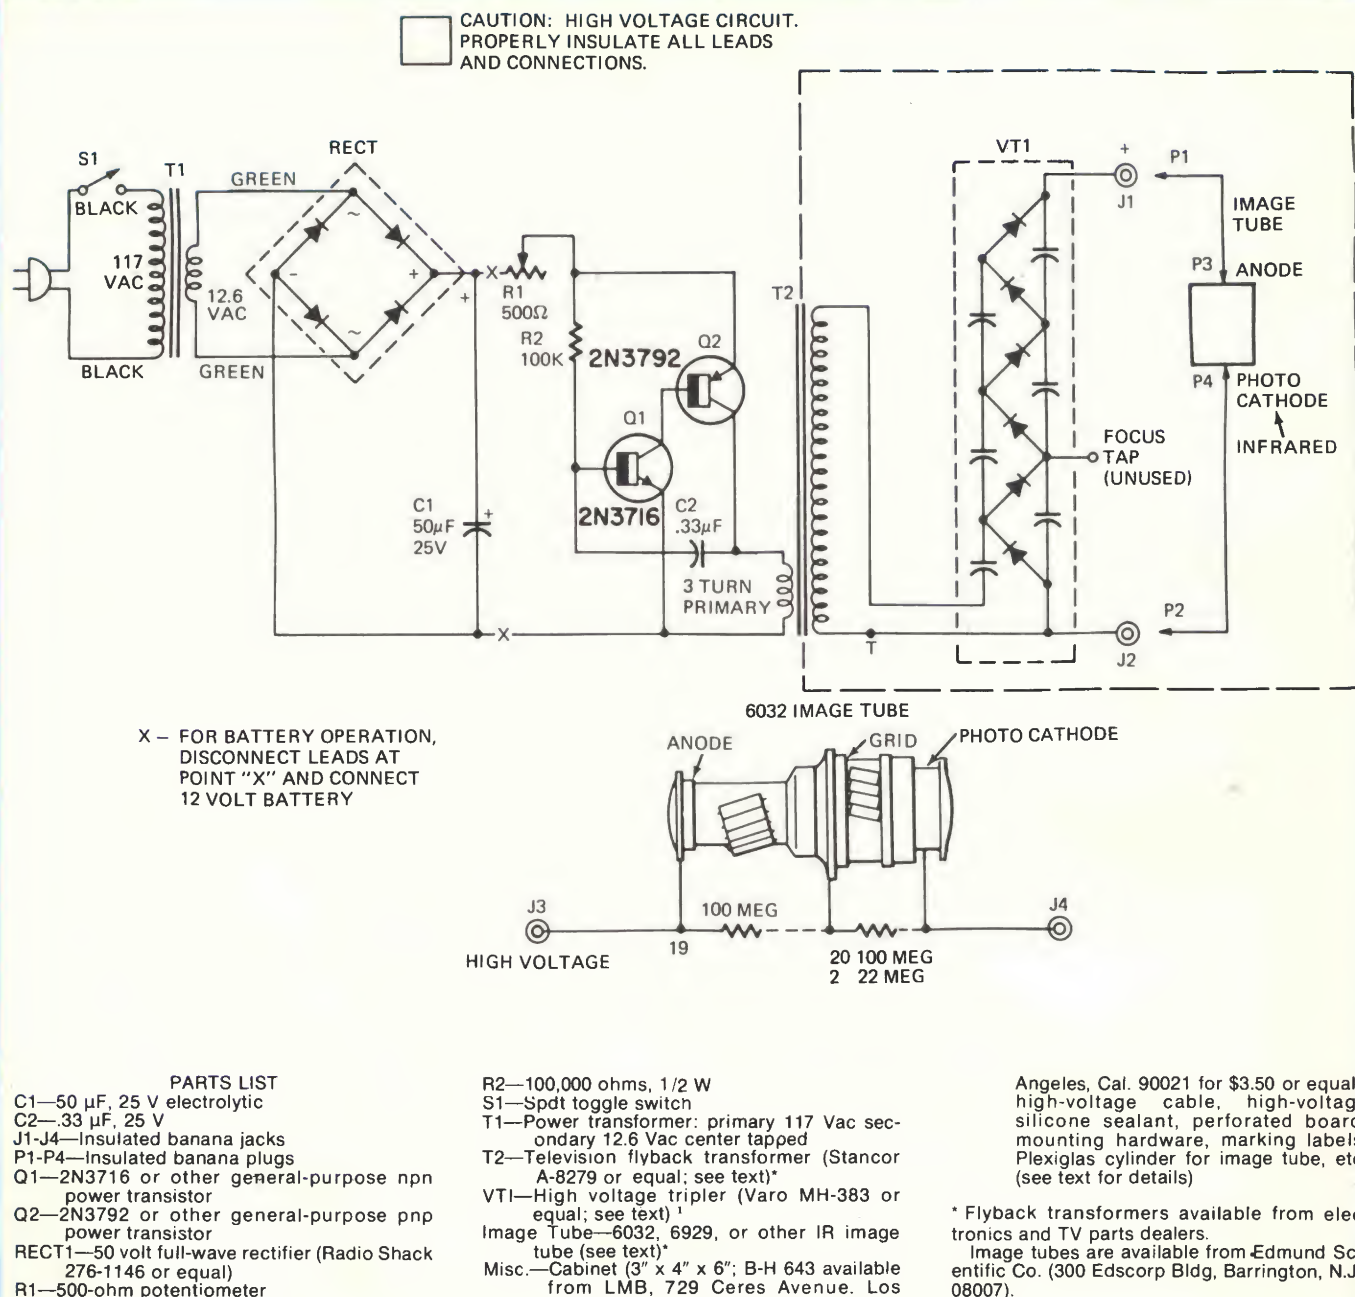 CAUTION: HIGH VOLTAGE CIRCUIT.
PROPERLY INSULATE ALL LEADS
AND CONNECTIONS.
S1
T1
BLACK
117
VAC
BLACK
GREEN
12.6
VAC
GREEN
RECT
~
-
+
~
+
X
R1
500Ω
R2
100K
2N3792
Q2
Q1
2N3716
C1
50µF
25V
+
C2
.33µF
3 TURN
PRIMARY
X
T2
T
VT1
+
J1
P1
IMAGE
TUBE
P3
ANODE
P4
PHOTO
CATHODE
INFRARED
FOCUS
TAP
(UNUSED)
P2
J2
X – FOR BATTERY OPERATION,
DISCONNECT LEADS AT
POINT "X" AND CONNECT
12 VOLT BATTERY
6032 IMAGE TUBE
ANODE
GRID
PHOTO CATHODE
J3
HIGH VOLTAGE
19
100 MEG
20 100 MEG
2 22 MEG
J4
PARTS LIST
C1—50 µF, 25 V electrolytic
C2—.33 µF, 25 V
J1-J4—Insulated banana jacks
P1-P4—Insulated banana plugs
Q1—2N3716 or other general-purpose npn
power transistor
Q2—2N3792 or other general-purpose pnp
power transistor
RECT1—50 volt full-wave rectifier (Radio Shack
276-1146 or equal)
R1—500-ohm potentiometer
R2—100,000 ohms, 1/2 W
S1—Spdt toggle switch
T1—Power transformer: primary 117 Vac sec-
ondary 12.6 Vac center tapped
T2—Television flyback transformer (Stancor
A-8279 or equal; see text)*
VTI—High voltage tripler (Varo MH-383 or
equal; see text) ¹
Image Tube—6032, 6929, or other IR image
tube (see text)*
Misc.—Cabinet (3" x 4" x 6"; B-H 643 available
from LMB, 729 Ceres Avenue. Los
Angeles, Cal. 90021 for $3.50 or equal
high-voltage cable, high-voltag
silicone sealant, perforated board
mounting hardware, marking labels
Plexiglas cylinder for image tube, etc
(see text for details)
* Flyback transformers available from elec
tronics and TV parts dealers.
Image tubes are available from Edmund Sc
entific Co. (300 Edscorp Bldg, Barrington, N.J
08007).